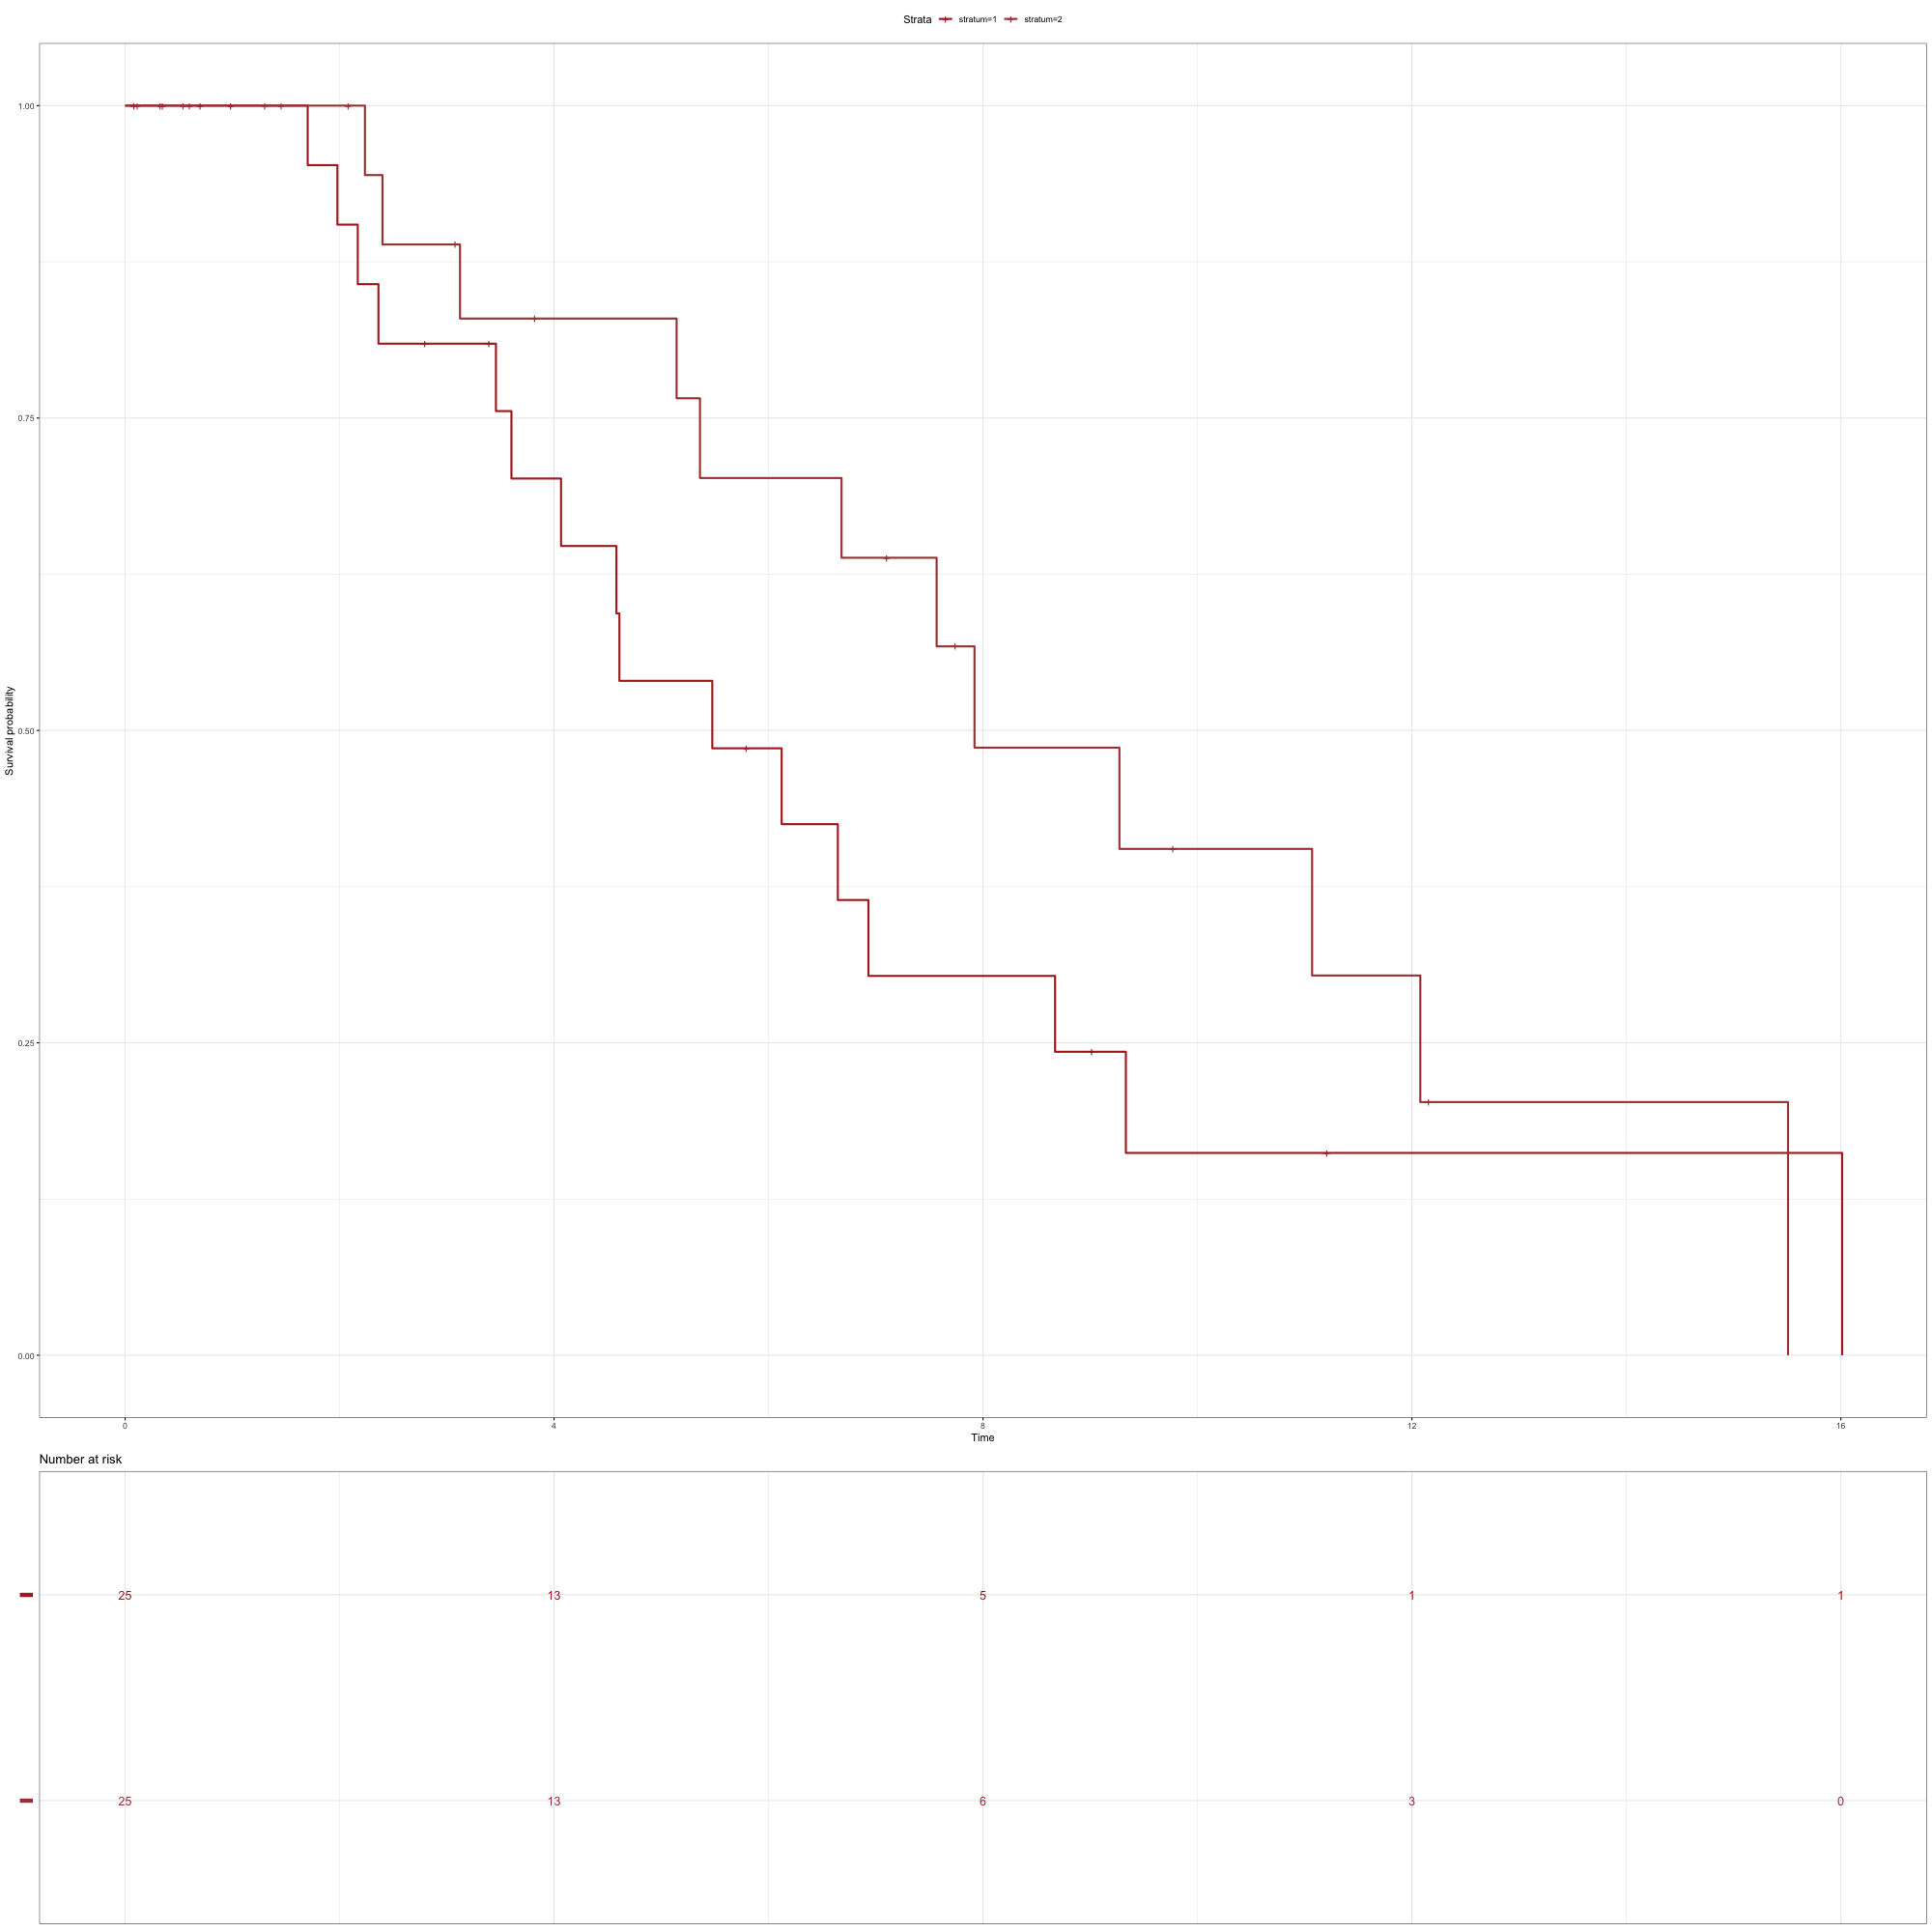 Strata stratum=1 stratum=2
1.00
0.75
0.50
0.25
0.00
Survival probability
0 4 8 12 16
Time
Number at risk
25 13 5 1 1
25 13 6 3 0